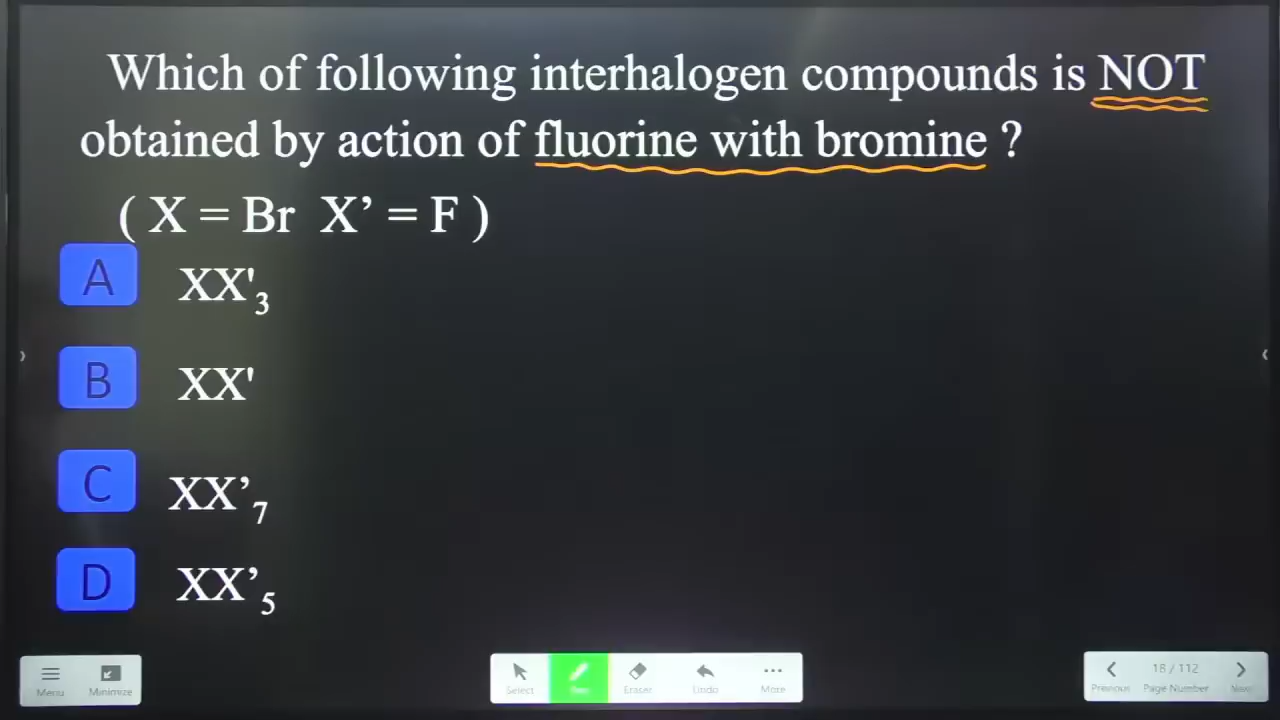 Which of following interhalogen compounds is NOT
obtained by action of fluorine with bromine ?
( X = Br X’ = F )
A XX'₃
B XX'
C XX’₇
D XX’₅
Menu Minimize Select Pen Eraser Undo More Previous 18 / 112 Page Number Next